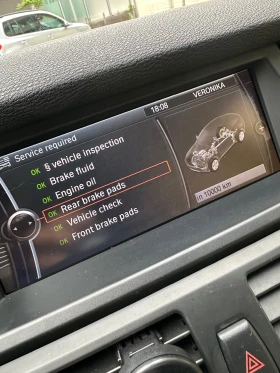 Service required
18:08
VERONIKA
OK § vehicle inspection
OK Brake fluid
OK Engine oil
OK Rear brake pads
OK Vehicle check
OK Front brake pads
in 10000 km